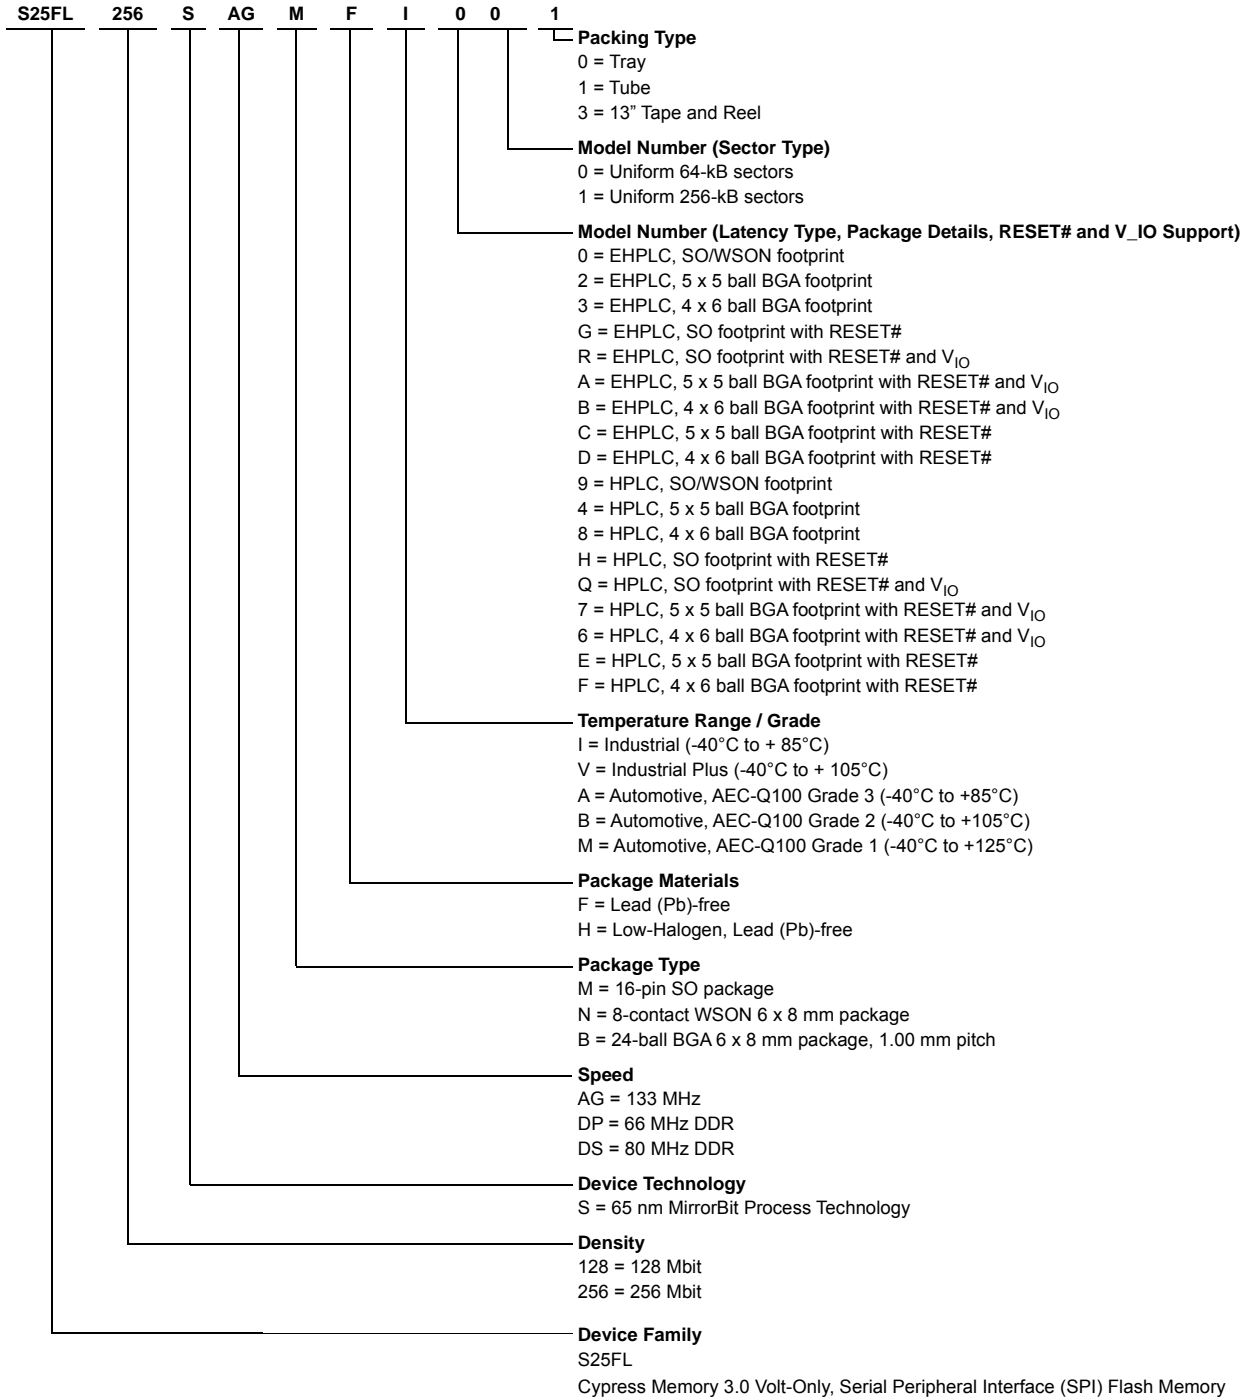 S25FL 256 S AG M F I 0 0 1
Packing Type
0 = Tray
1 = Tube
3 = 13” Tape and Reel
Model Number (Sector Type)
0 = Uniform 64-kB sectors
1 = Uniform 256-kB sectors
Model Number (Latency Type, Package Details, RESET# and V_IO Support)
0 = EHPLC, SO/WSON footprint
2 = EHPLC, 5 x 5 ball BGA footprint
3 = EHPLC, 4 x 6 ball BGA footprint
G = EHPLC, SO footprint with RESET#
R = EHPLC, SO footprint with RESET# and VIO
A = EHPLC, 5 x 5 ball BGA footprint with RESET# and VIO
B = EHPLC, 4 x 6 ball BGA footprint with RESET# and VIO
C = EHPLC, 5 x 5 ball BGA footprint with RESET#
D = EHPLC, 4 x 6 ball BGA footprint with RESET#
9 = HPLC, SO/WSON footprint
4 = HPLC, 5 x 5 ball BGA footprint
8 = HPLC, 4 x 6 ball BGA footprint
H = HPLC, SO footprint with RESET#
Q = HPLC, SO footprint with RESET# and VIO
7 = HPLC, 5 x 5 ball BGA footprint with RESET# and VIO
6 = HPLC, 4 x 6 ball BGA footprint with RESET# and VIO
E = HPLC, 5 x 5 ball BGA footprint with RESET#
F = HPLC, 4 x 6 ball BGA footprint with RESET#
Temperature Range / Grade
I = Industrial (-40°C to + 85°C)
V = Industrial Plus (-40°C to + 105°C)
A = Automotive, AEC-Q100 Grade 3 (-40°C to +85°C)
B = Automotive, AEC-Q100 Grade 2 (-40°C to +105°C)
M = Automotive, AEC-Q100 Grade 1 (-40°C to +125°C)
Package Materials
F = Lead (Pb)-free
H = Low-Halogen, Lead (Pb)-free
Package Type
M = 16-pin SO package
N = 8-contact WSON 6 x 8 mm package
B = 24-ball BGA 6 x 8 mm package, 1.00 mm pitch
Speed
AG = 133 MHz
DP = 66 MHz DDR
DS = 80 MHz DDR
Device Technology
S = 65 nm MirrorBit Process Technology
Density
128 = 128 Mbit
256 = 256 Mbit
Device Family
S25FL
Cypress Memory 3.0 Volt-Only, Serial Peripheral Interface (SPI) Flash Memory